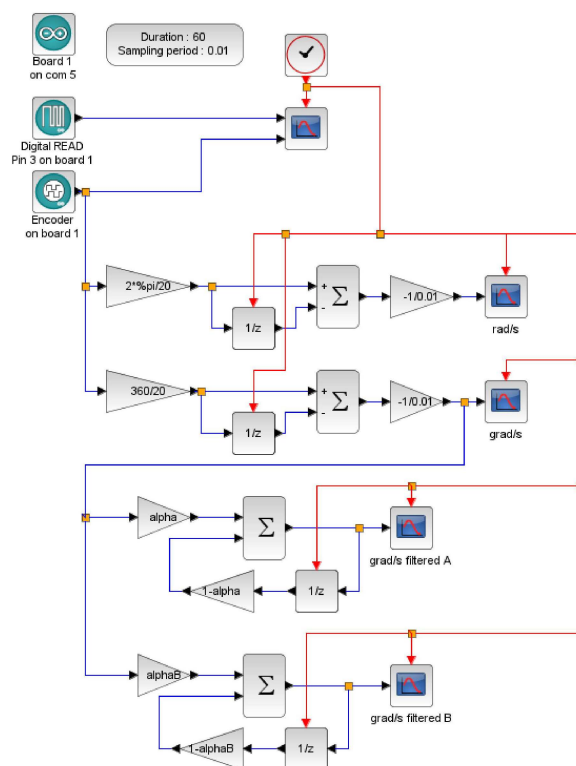 Board 1
on com 5
Duration : 60
Sampling period : 0.01
Digital READ
Pin 3 on board 1
Encoder
on board 1
2*%pi/20
+
-
Σ
-1/0.01
1/z
rad/s
360/20
+
-
Σ
-1/0.01
1/z
grad/s
alpha
Σ
grad/s filtered A
1-alpha
1/z
alphaB
Σ
grad/s filtered B
1-alphaB
1/z